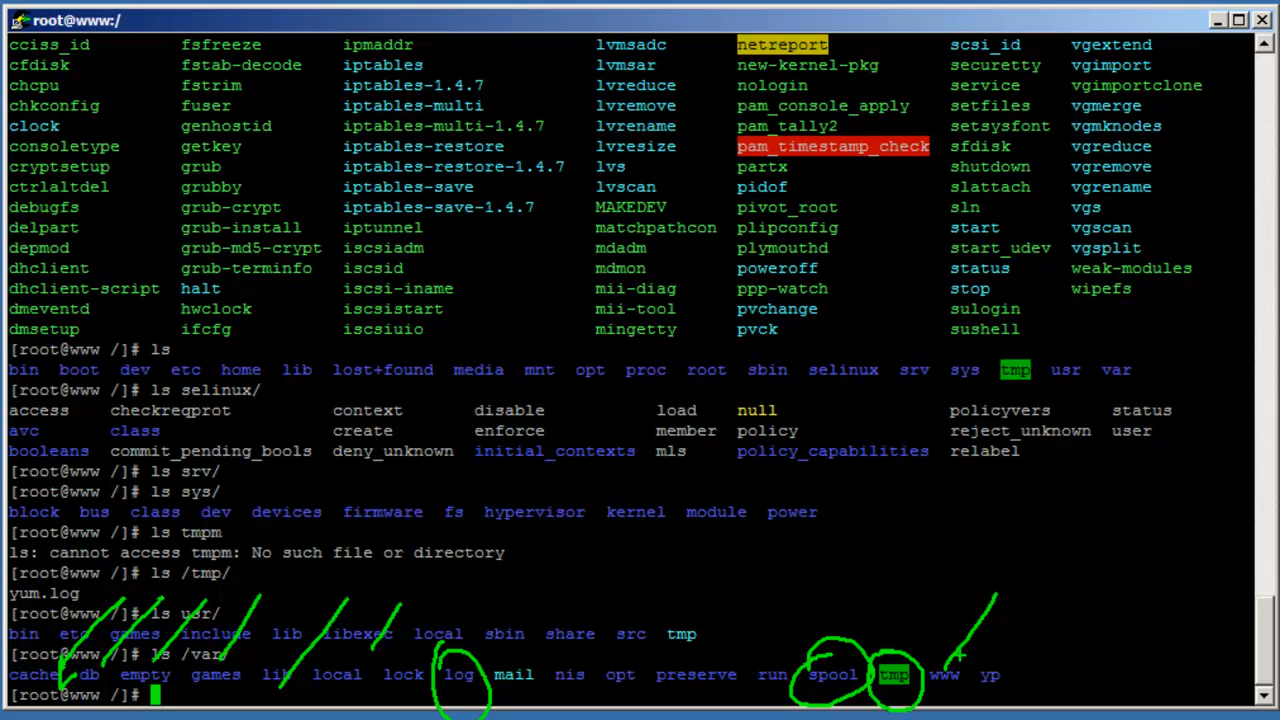 root@www:/
cciss_id fsfreeze ipmaddr lvmsadc netreport scsi_id vgextend
cfdisk fstab-decode iptables lvmsar new-kernel-pkg securetty vgimport
chcpu fstrim iptables-1.4.7 lvreduce nologin service vgimportclone
chkconfig fuser iptables-multi lvremove pam_console_apply setfiles vgmerge
clock genhostid iptables-multi-1.4.7 lvrename pam_tally2 setsysfont vgmknodes
consoletype getkey iptables-restore lvresize pam_timestamp_check sfdisk vgreduce
cryptsetup grub iptables-restore-1.4.7 lvs partx shutdown vgremove
ctrlaltdel grubby iptables-save lvscan pidof slattach vgrename
debugfs grub-crypt iptables-save-1.4.7 MAKEDEV pivot_root sln vgs
delpart grub-install iptunnel matchpathcon plipconfig start vgscan
depmod grub-md5-crypt iscsiadm mdadm plymouthd start_udev vgsplit
dhclient grub-terminfo iscsid mdmon poweroff status weak-modules
dhclient-script halt iscsi-iname mii-diag ppp-watch stop wipefs
dmeventd hwclock iscsistart mii-tool pvchange sulogin
dmsetup ifcfg iscsiuio mingetty pvck sushell
[root@www /]# ls
bin boot dev etc home lib lost+found media mnt opt proc root sbin selinux srv sys tmp usr var
[root@www /]# ls selinux/
access checkreqprot context disable load null policyvers status
avc class create enforce member policy reject_unknown user
booleans commit_pending_bools deny_unknown initial_contexts mls policy_capabilities relabel
[root@www /]# ls srv/
[root@www /]# ls sys/
block bus class dev devices firmware fs hypervisor kernel module power
[root@www /]# ls tmpm
ls: cannot access tmpm: No such file or directory
[root@www /]# ls /tmp/
yum.log
[root@www /]# ls usr/
bin etc games include lib libexec local sbin share src tmp
[root@www /]# ls /var
cache db empty games lib local lock log mail nis opt preserve run spool tmp www yp
[root@www /]#